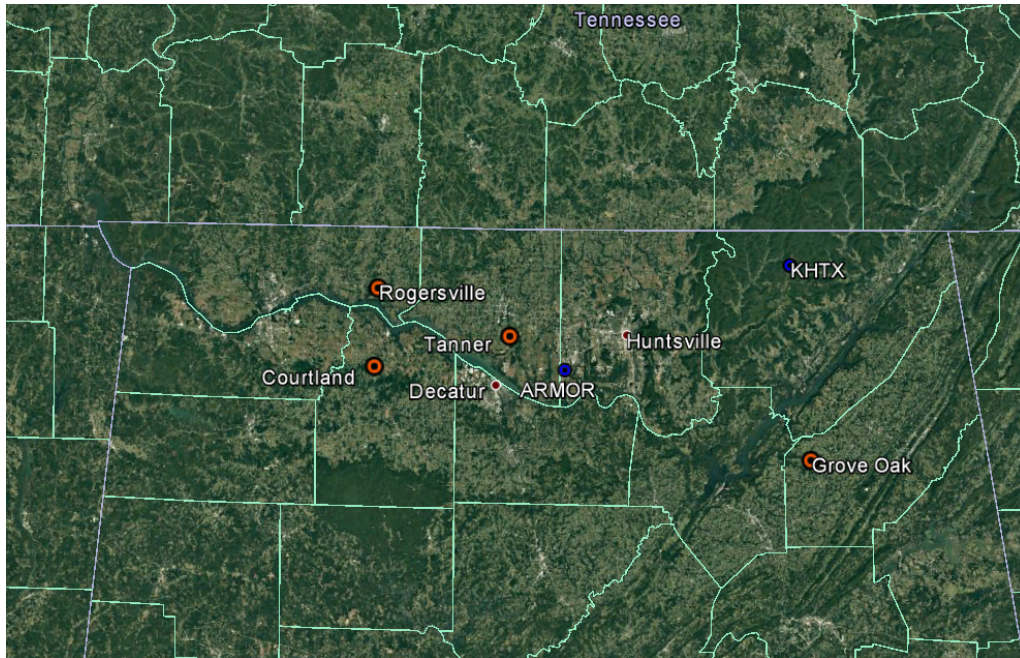 Tennessee
KHTX
Rogersville
Tanner
Huntsville
Courtland
Decatur
ARMOR
Grove Oak